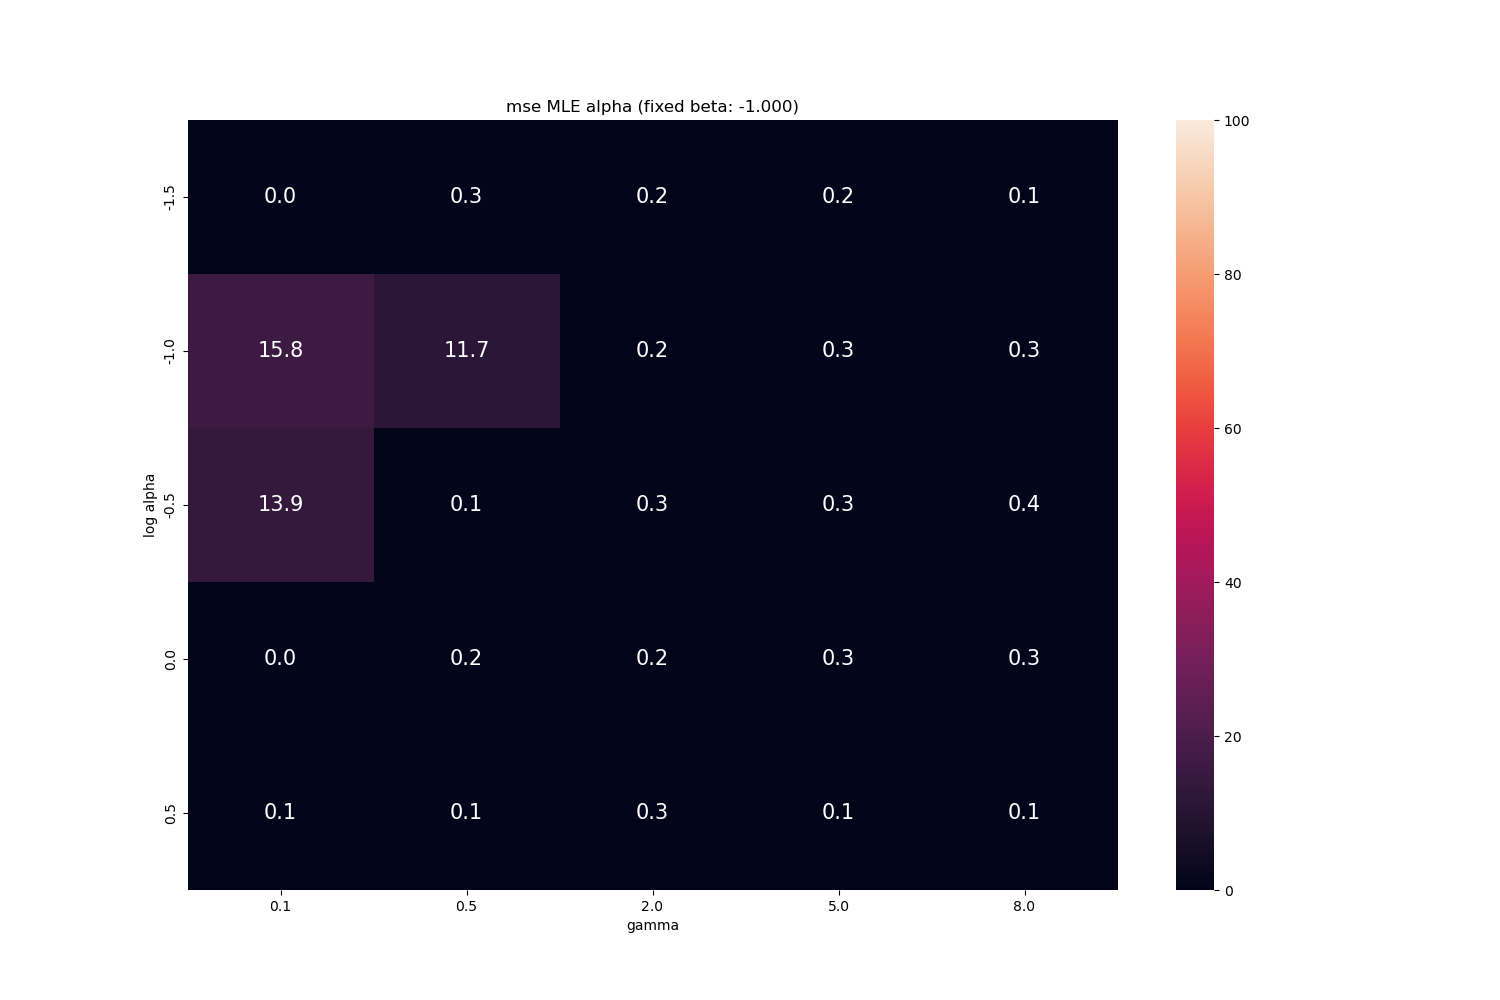 mse MLE alpha (fixed beta: -1.000)
-1.5 0.0 0.3 0.2 0.2 0.1
-1.0 15.8 11.7 0.2 0.3 0.3
-0.5 13.9 0.1 0.3 0.3 0.4
0.0 0.0 0.2 0.2 0.3 0.3
0.5 0.1 0.1 0.3 0.1 0.1
log alpha
0.1 0.5 2.0 5.0 8.0
gamma
100
80
60
40
20
0